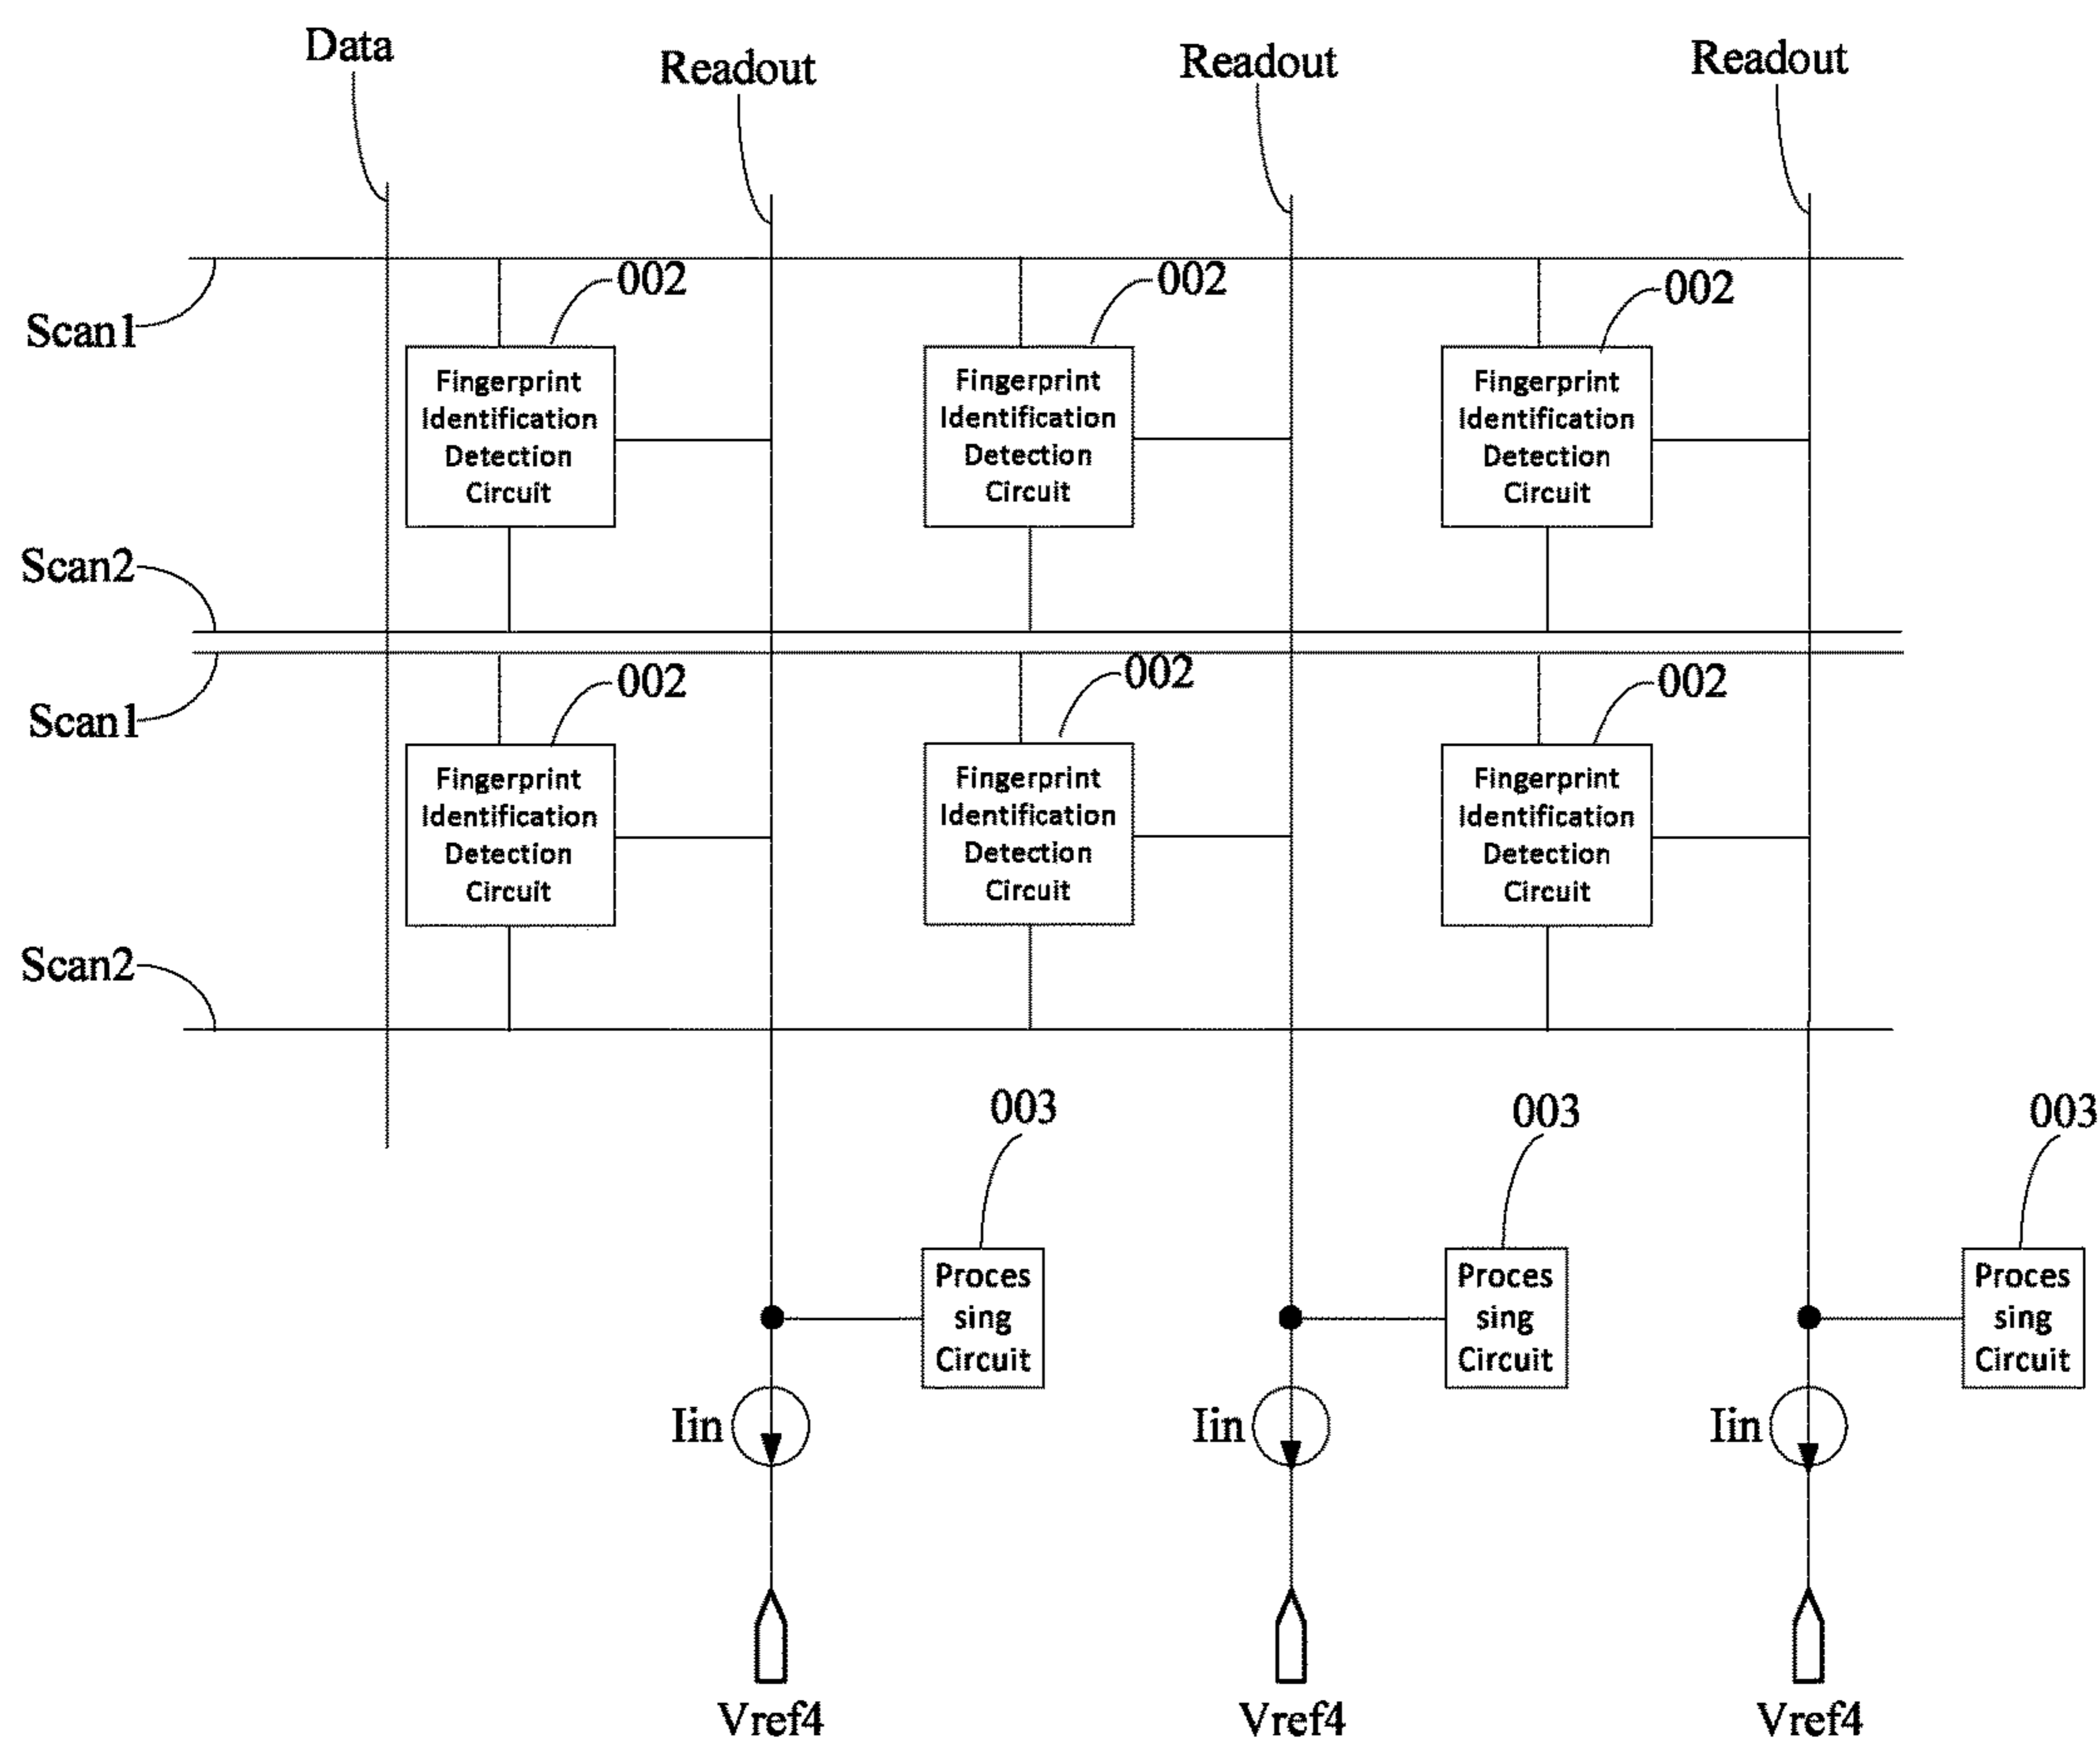 Data
Readout
Readout
Readout
Scan1
002
002
002
Fingerprint
Identification
Detection
Circuit
Fingerprint
Identification
Detection
Circuit
Fingerprint
Identification
Detection
Circuit
Scan2
Scan1
002
002
002
Fingerprint
Identification
Detection
Circuit
Fingerprint
Identification
Detection
Circuit
Fingerprint
Identification
Detection
Circuit
Scan2
003
003
003
Proces
sing
Circuit
Proces
sing
Circuit
Proces
sing
Circuit
Iin
Iin
Iin
Vref4
Vref4
Vref4